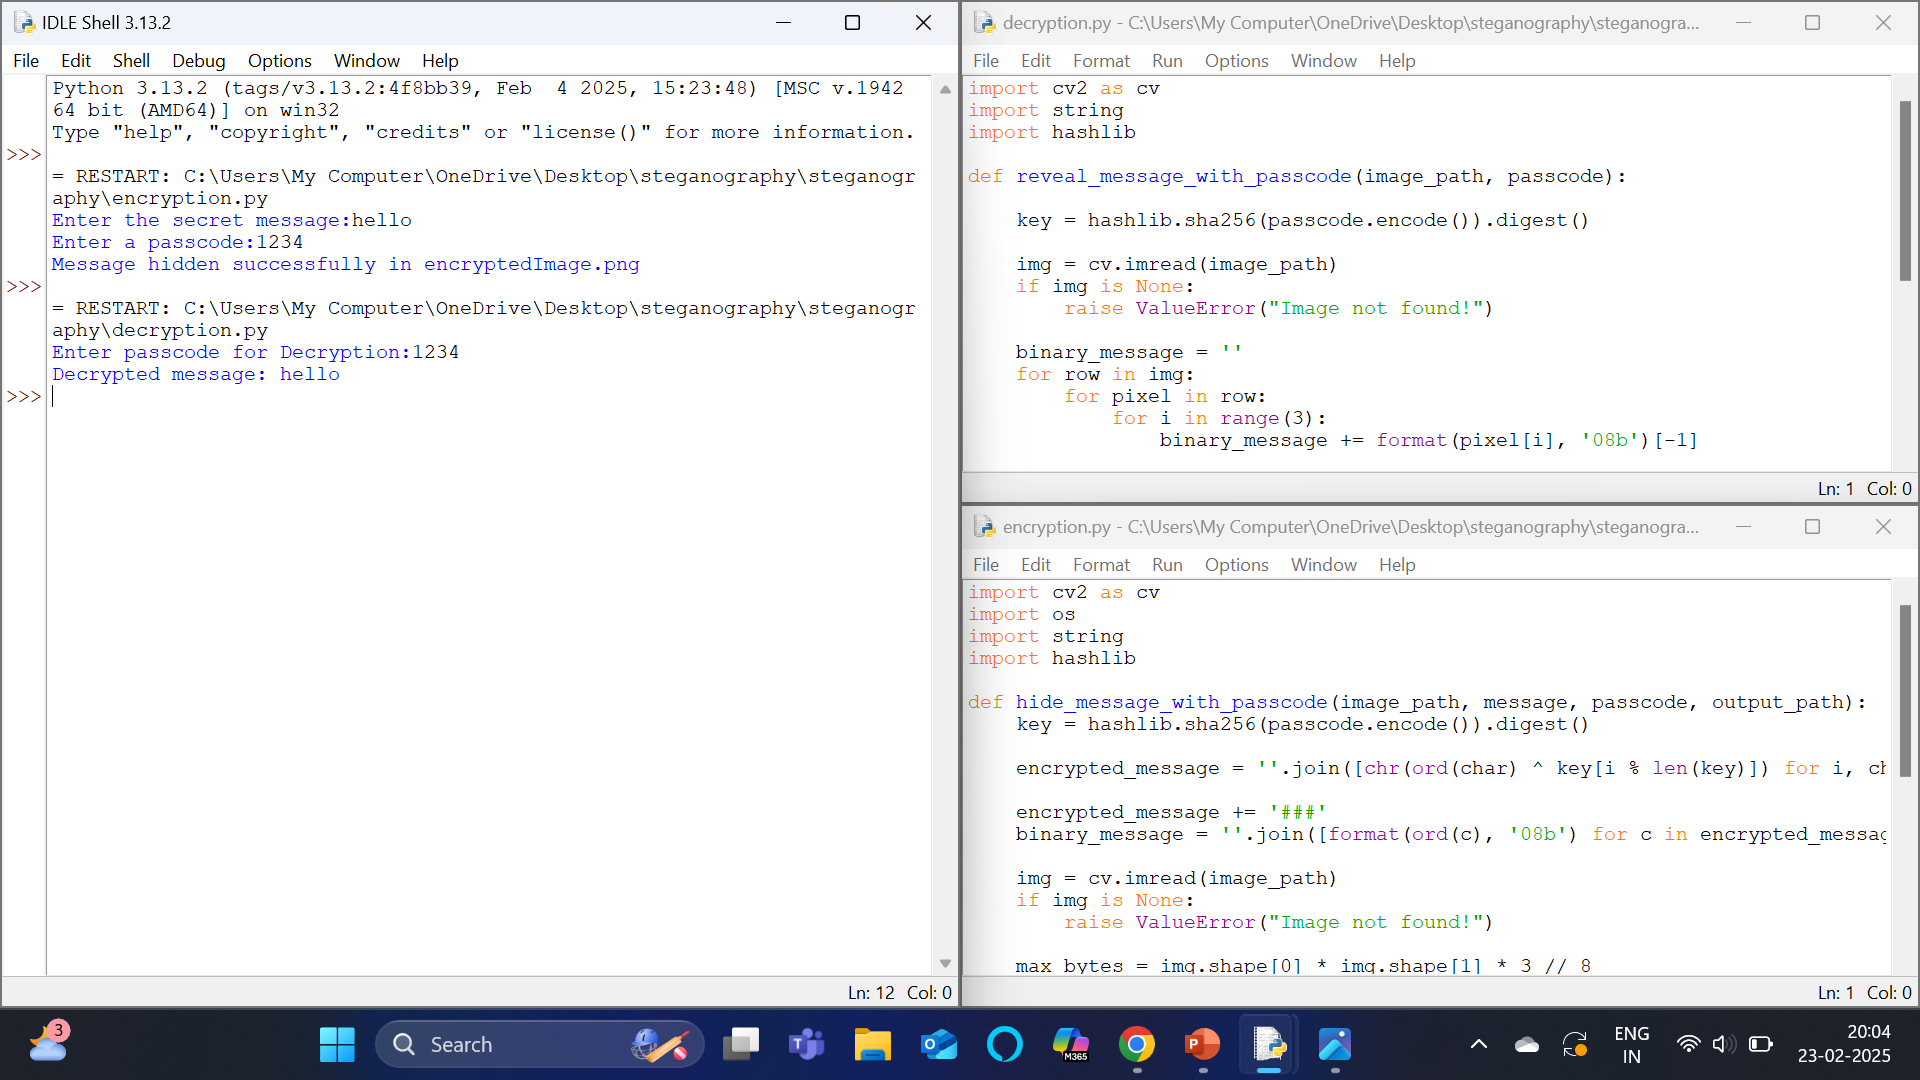 IDLE Shell 3.13.2
File Edit Shell Debug Options Window Help
Python 3.13.2 (tags/v3.13.2:4f8bb39, Feb  4 2025, 15:23:48) [MSC v.1942
64 bit (AMD64)] on win32
Type "help", "copyright", "credits" or "license()" for more information.
>>>
= RESTART: C:\Users\My Computer\OneDrive\Desktop\steganography\steganogr
aphy\encryption.py
Enter the secret message:hello
Enter a passcode:1234
Message hidden successfully in encryptedImage.png
>>>
= RESTART: C:\Users\My Computer\OneDrive\Desktop\steganography\steganogr
aphy\decryption.py
Enter passcode for Decryption:1234
Decrypted message: hello
>>>
Ln: 12 Col: 0
decryption.py - C:\Users\My Computer\OneDrive\Desktop\steganography\steganogra...
File Edit Format Run Options Window Help
import cv2 as cv
import string
import hashlib
def reveal_message_with_passcode(image_path, passcode):
    key = hashlib.sha256(passcode.encode()).digest()
    img = cv.imread(image_path)
    if img is None:
        raise ValueError("Image not found!")
    binary_message = ''
    for row in img:
        for pixel in row:
            for i in range(3):
                binary_message += format(pixel[i], '08b')[-1]
Ln: 1 Col: 0
encryption.py - C:\Users\My Computer\OneDrive\Desktop\steganography\steganogra...
File Edit Format Run Options Window Help
import cv2 as cv
import os
import string
import hashlib
def hide_message_with_passcode(image_path, message, passcode, output_path):
    key = hashlib.sha256(passcode.encode()).digest()
    encrypted_message = ''.join([chr(ord(char) ^ key[i % len(key)]) for i, ch
    encrypted_message += '###'
    binary_message = ''.join([format(ord(c), '08b') for c in encrypted_messag
    img = cv.imread(image_path)
    if img is None:
        raise ValueError("Image not found!")
    max_bytes = img.shape[0] * img.shape[1] * 3 // 8
Ln: 1 Col: 0
3
Search
M365
ENG
IN
20:04
23-02-2025